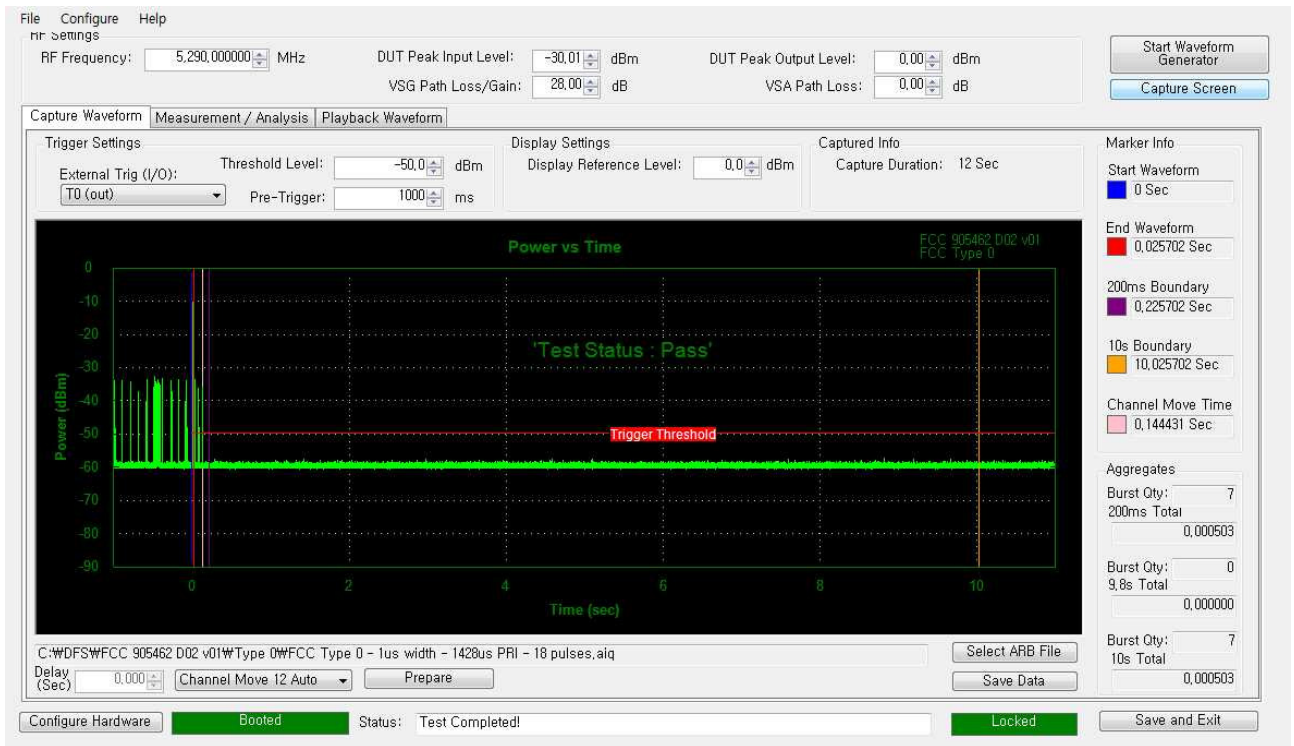 File Configure Help
RF Settings
RF Frequency: 5,290,000000 MHz DUT Peak Input Level: -30,01 dBm DUT Peak Output Level: 0,00 dBm
VSG Path Loss/Gain: 28,00 dB VSA Path Loss: 0,00 dB
Start Waveform
Generator
Capture Screen
Capture Waveform Measurement / Analysis Playback Waveform
Trigger Settings
External Trig (I/O):
T0 (out)
Threshold Level: -50,0 dBm
Pre-Trigger: 1000 ms
Display Settings
Display Reference Level: 0,0 dBm
Captured Info
Capture Duration: 12 Sec
Power vs Time
FCC 905462 D02 v01
FCC Type 0
'Test Status : Pass'
Trigger Threshold
Power (dBm)
0
-10
-20
-30
-40
-50
-60
-70
-80
-90
0 2 4 6 8 10
Time (sec)
Marker Info
Start Waveform
0 Sec
End Waveform
0,025702 Sec
200ms Boundary
0,225702 Sec
10s Boundary
10,025702 Sec
Channel Move Time
0,144431 Sec
Aggregates
Burst Qty: 7
200ms Total
0,000503
Burst Qty: 0
9,8s Total
0,000000
Burst Qty: 7
10s Total
0,000503
C:₩DFS₩FCC 905462 D02 v01₩Type 0₩FCC Type 0 - 1us width - 1428us PRI - 18 pulses,aiq
Select ARB File
Delay
(Sec) 0,000 Channel Move 12 Auto Prepare Save Data
Configure Hardware Booted Status: Test Completed! Locked Save and Exit